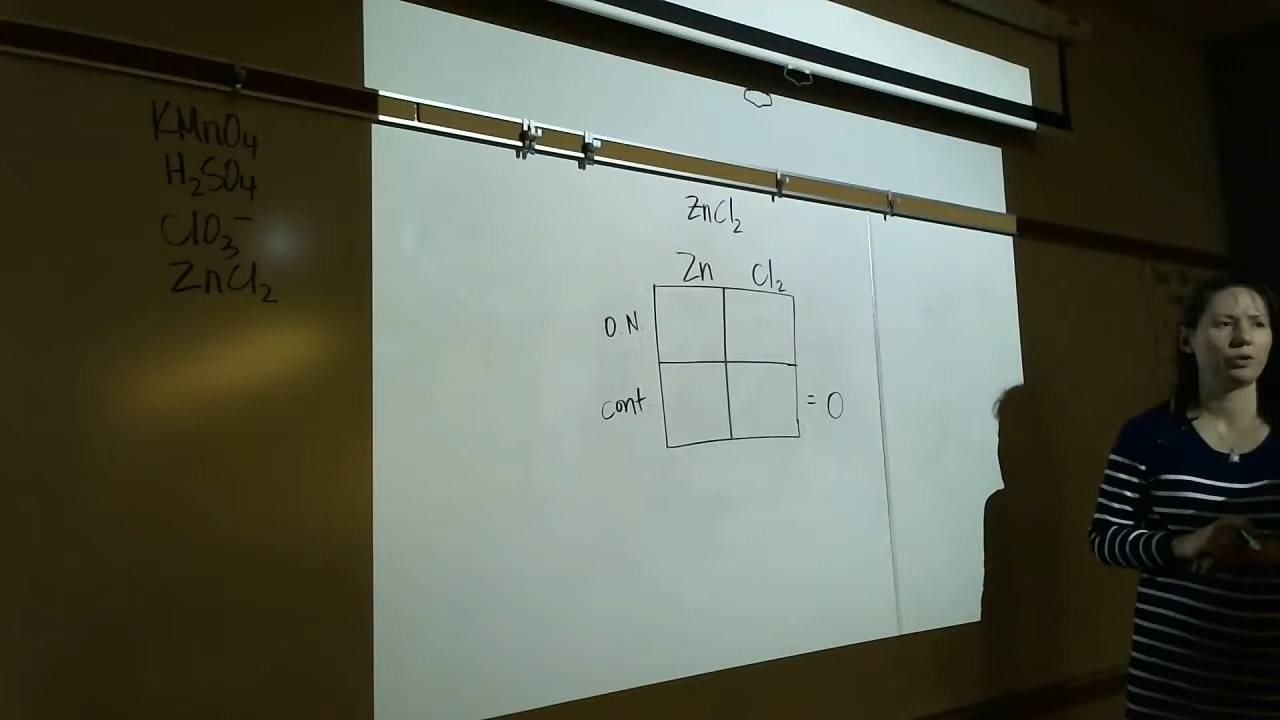 KMnO₄
H₂SO₄
ClO₃⁻
ZnCl₂
ZnCl₂
Zn Cl₂
O.N
cont. = 0